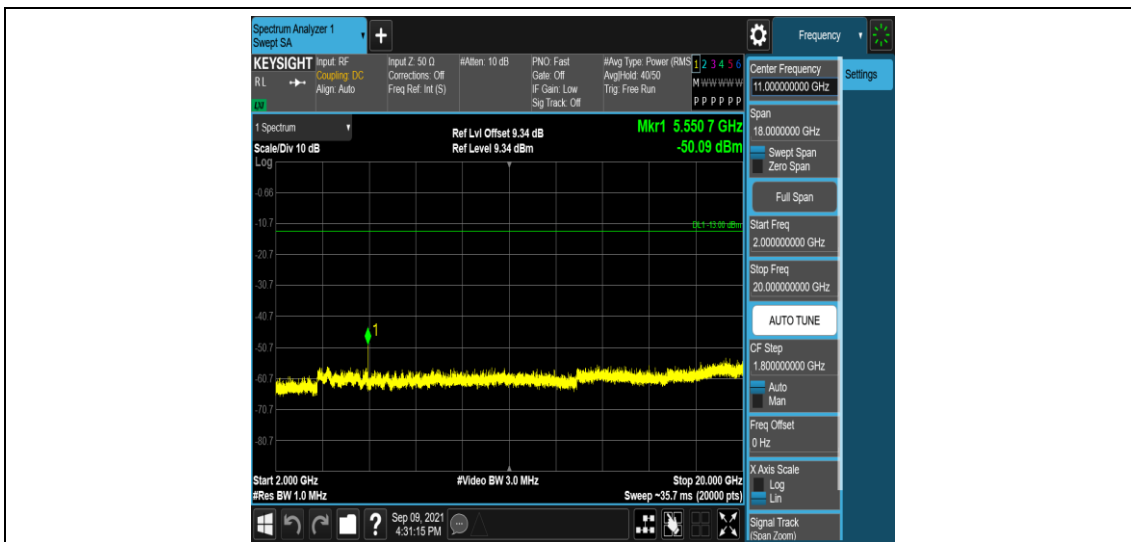 Spectrum Analyzer 1
Swept SA
+
Frequency
KEYSIGHT
RL
LXI
Input: RF
Coupling: DC
Align: Auto
Input Z: 50 Ω
Corrections: Off
Freq Ref: Int (S)
#Atten: 10 dB
PNO: Fast
Gate: Off
IF Gain: Low
Sig Track: Off
#Avg Type: Power (RMS
Avg|Hold: 40/50
Trig: Free Run
1 2 3 4 5 6
M W W W W W
P P P P P P
1 Spectrum
Scale/Div 10 dB
Log
Ref Lvl Offset 9.34 dB
Ref Level 9.34 dBm
Mkr1 5.550 7 GHz
-50.09 dBm
-0.66
-10.7
DL1 -13.00 dBm
-20.7
-30.7
-40.7
1
-50.7
-60.7
-70.7
-80.7
Start 2.000 GHz
#Res BW 1.0 MHz
#Video BW 3.0 MHz
Stop 20.000 GHz
Sweep ~35.7 ms (20000 pts)
?
Sep 09, 2021
4:31:15 PM
Center Frequency
11.000000000 GHz
Settings
Span
18.0000000 GHz
Swept Span
Zero Span
Full Span
Start Freq
2.000000000 GHz
Stop Freq
20.000000000 GHz
AUTO TUNE
CF Step
1.800000000 GHz
Auto
Man
Freq Offset
0 Hz
X Axis Scale
Log
Lin
Signal Track
(Span Zoom)